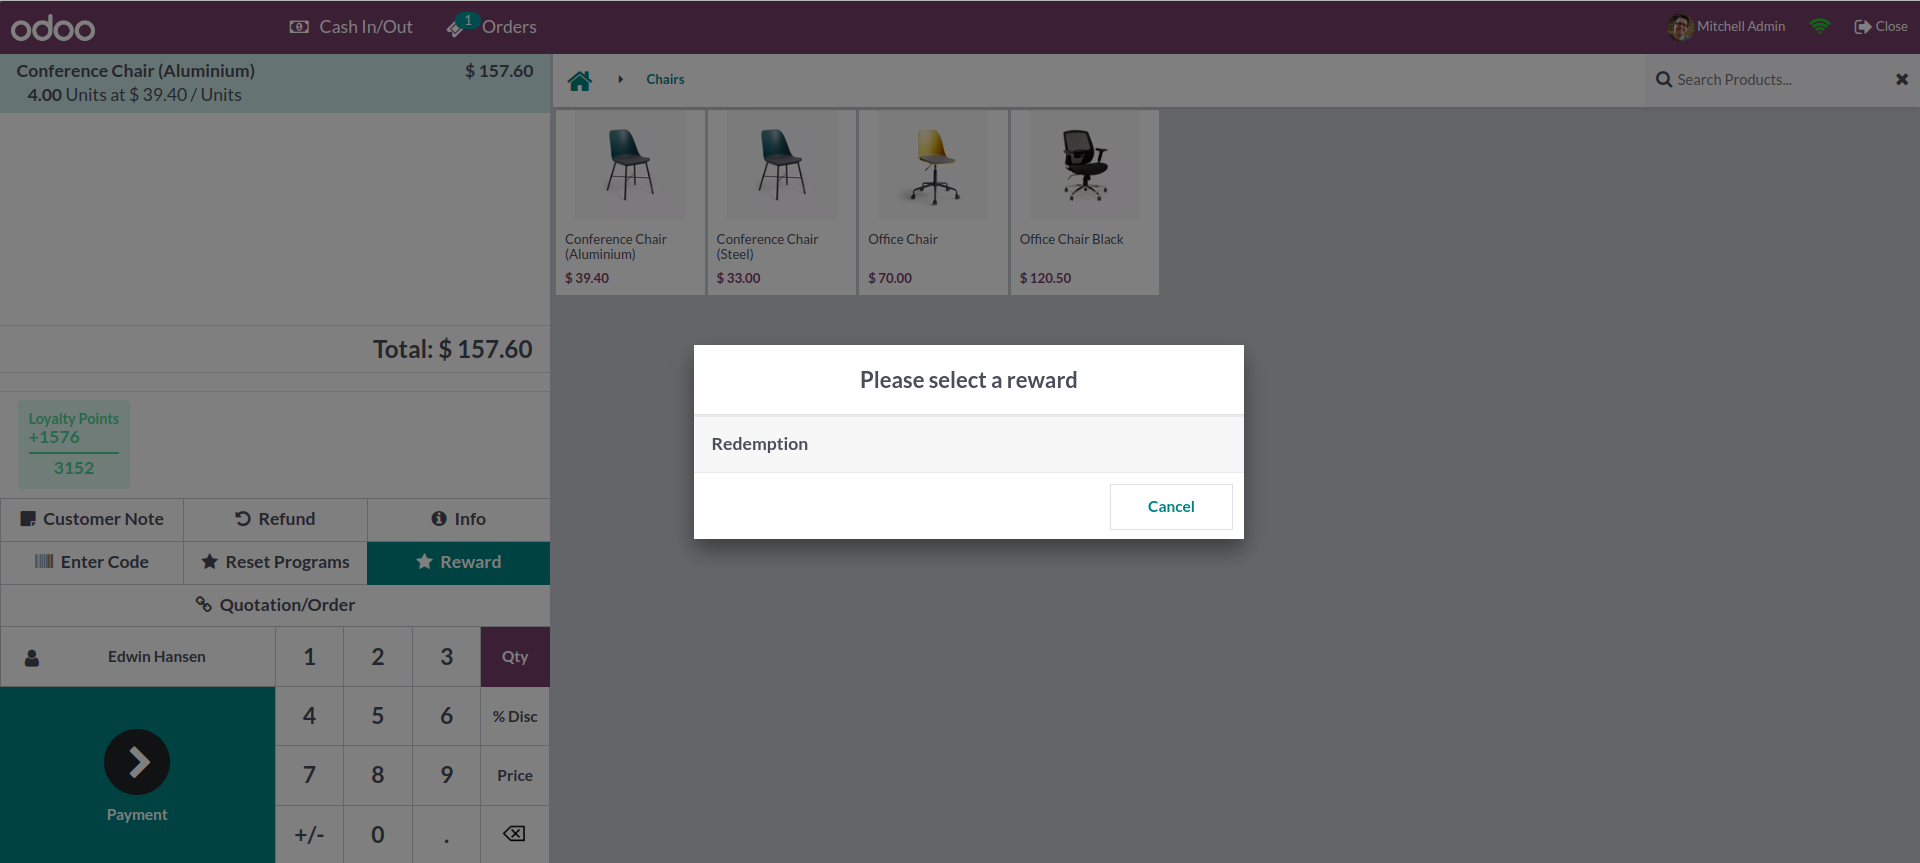 odoo
Cash In/Out
1
Orders
Mitchell Admin
Close
Conference Chair (Aluminium)
$ 157.60
4.00 Units at $ 39.40 / Units
Chairs
Search Products...
Conference Chair
(Aluminium)
$ 39.40
Conference Chair
(Steel)
$ 33.00
Office Chair
$ 70.00
Office Chair Black
$ 120.50
Total: $ 157.60
Please select a reward
Redemption
Cancel
Loyalty Points
+1576
3152
Customer Note
Refund
Info
Enter Code
Reset Programs
Reward
Quotation/Order
Edwin Hansen
1
2
3
Qty
4
5
6
% Disc
7
8
9
Price
Payment
+/-
0
.